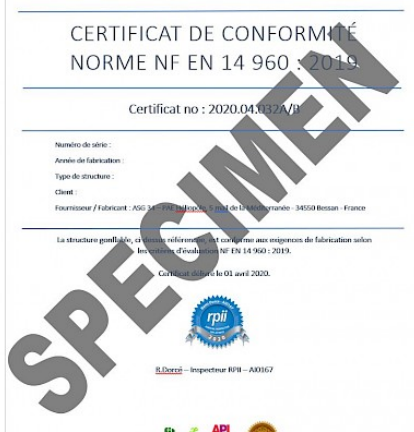 CERTIFICAT DE CONFORMITÉ
NORME NF EN 14 960 : 2019
Certificat no : 2020.04.032A/B
Numéro de série :
Année de fabrication :
Type de structure :
Client :
Fournisseur / Fabricant : ASG 34 – PAE Héliopole, 5 mail de la Méditerranée - 34550 Bessan - France
La structure gonflable, ci dessus référencée, est conforme aux exigences de fabrication selon
les critères d'évaluation NF EN 14 960 : 2019.
Certificat délivré le 01 avril 2020.
SPECIMEN
rpii
B.Dorcé – Inspecteur RPII – AI0167
API